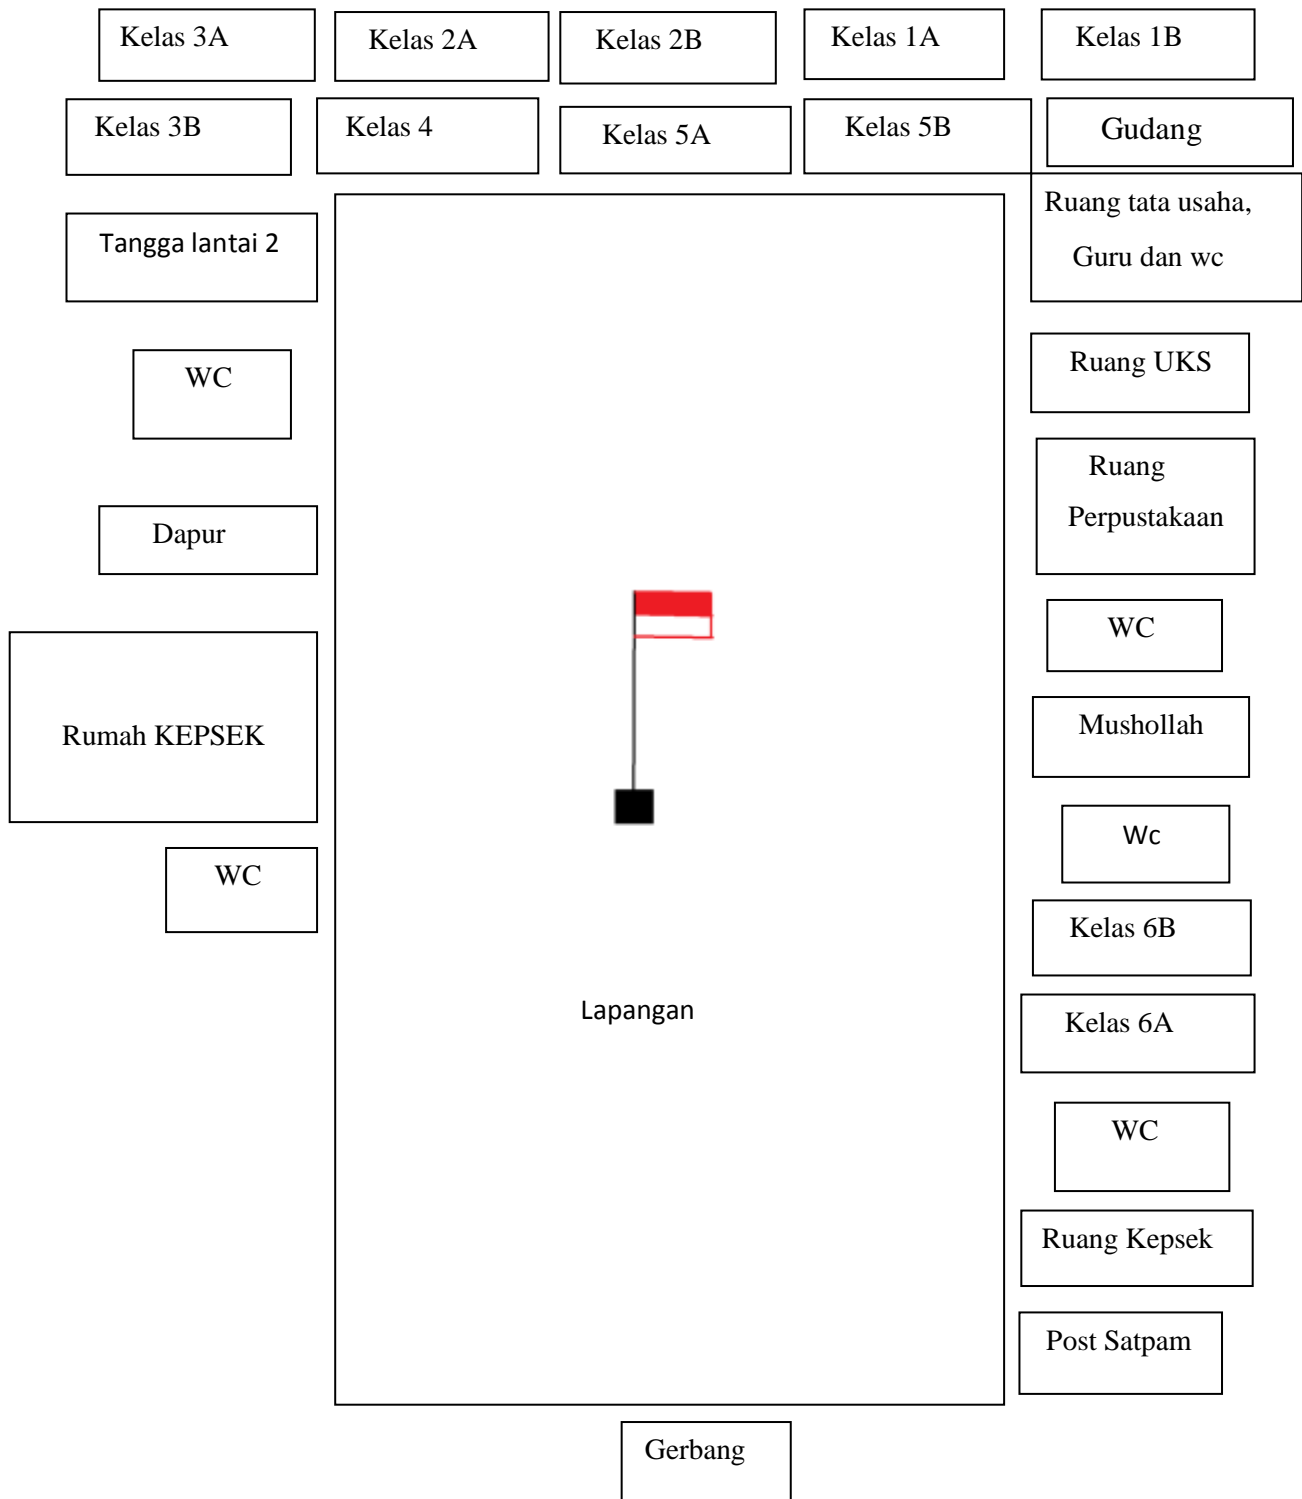 Kelas 3A
Kelas 2A
Kelas 2B
Kelas 1A
Kelas 1B
Kelas 3B
Kelas 4
Kelas 5A
Kelas 5B
Gudang
Tangga lantai 2
Ruang tata usaha,
Guru dan wc
WC
Ruang UKS
Dapur
Ruang
Perpustakaan
WC
Rumah KEPSEK
Mushollah
WC
Wc
Kelas 6B
Lapangan
Kelas 6A
WC
Ruang Kepsek
Post Satpam
Gerbang